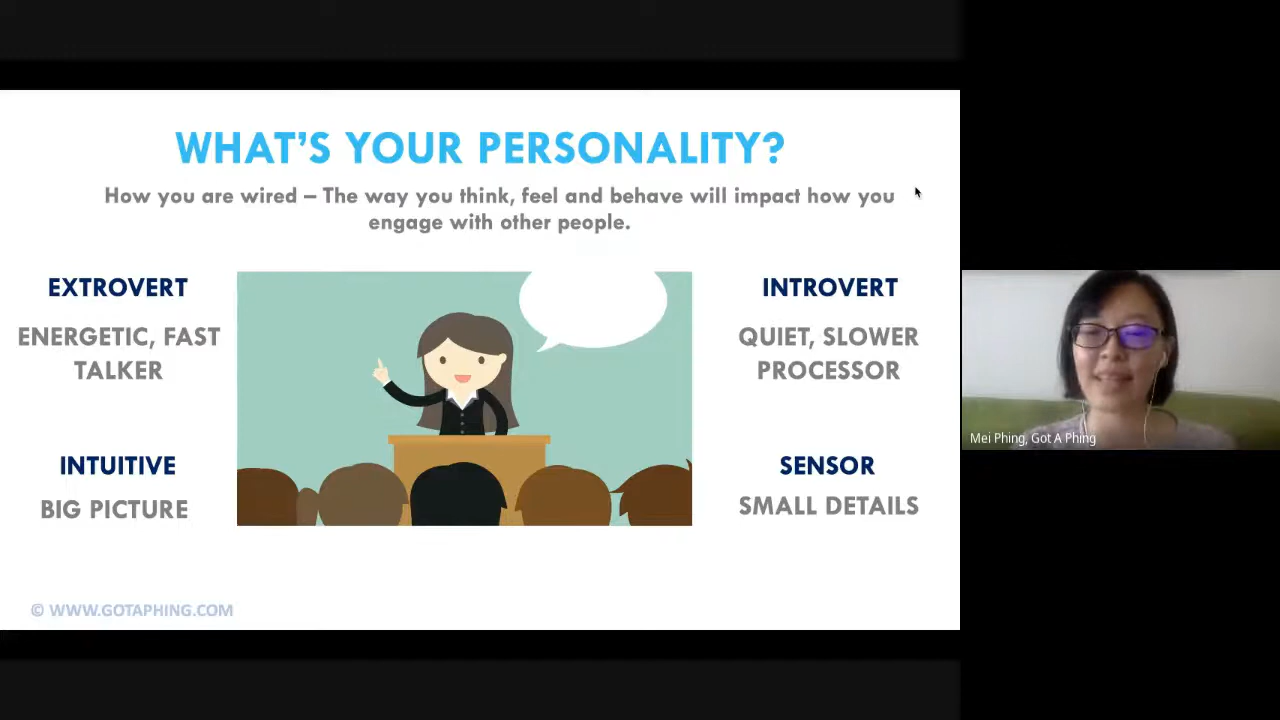 WHAT'S YOUR PERSONALITY?
How you are wired – The way you think, feel and behave will impact how you
engage with other people.
EXTROVERT
ENERGETIC, FAST
TALKER
INTROVERT
QUIET, SLOWER
PROCESSOR
INTUITIVE
BIG PICTURE
SENSOR
SMALL DETAILS
© WWW.GOTAPHING.COM
Mei Phing, Got A Phing